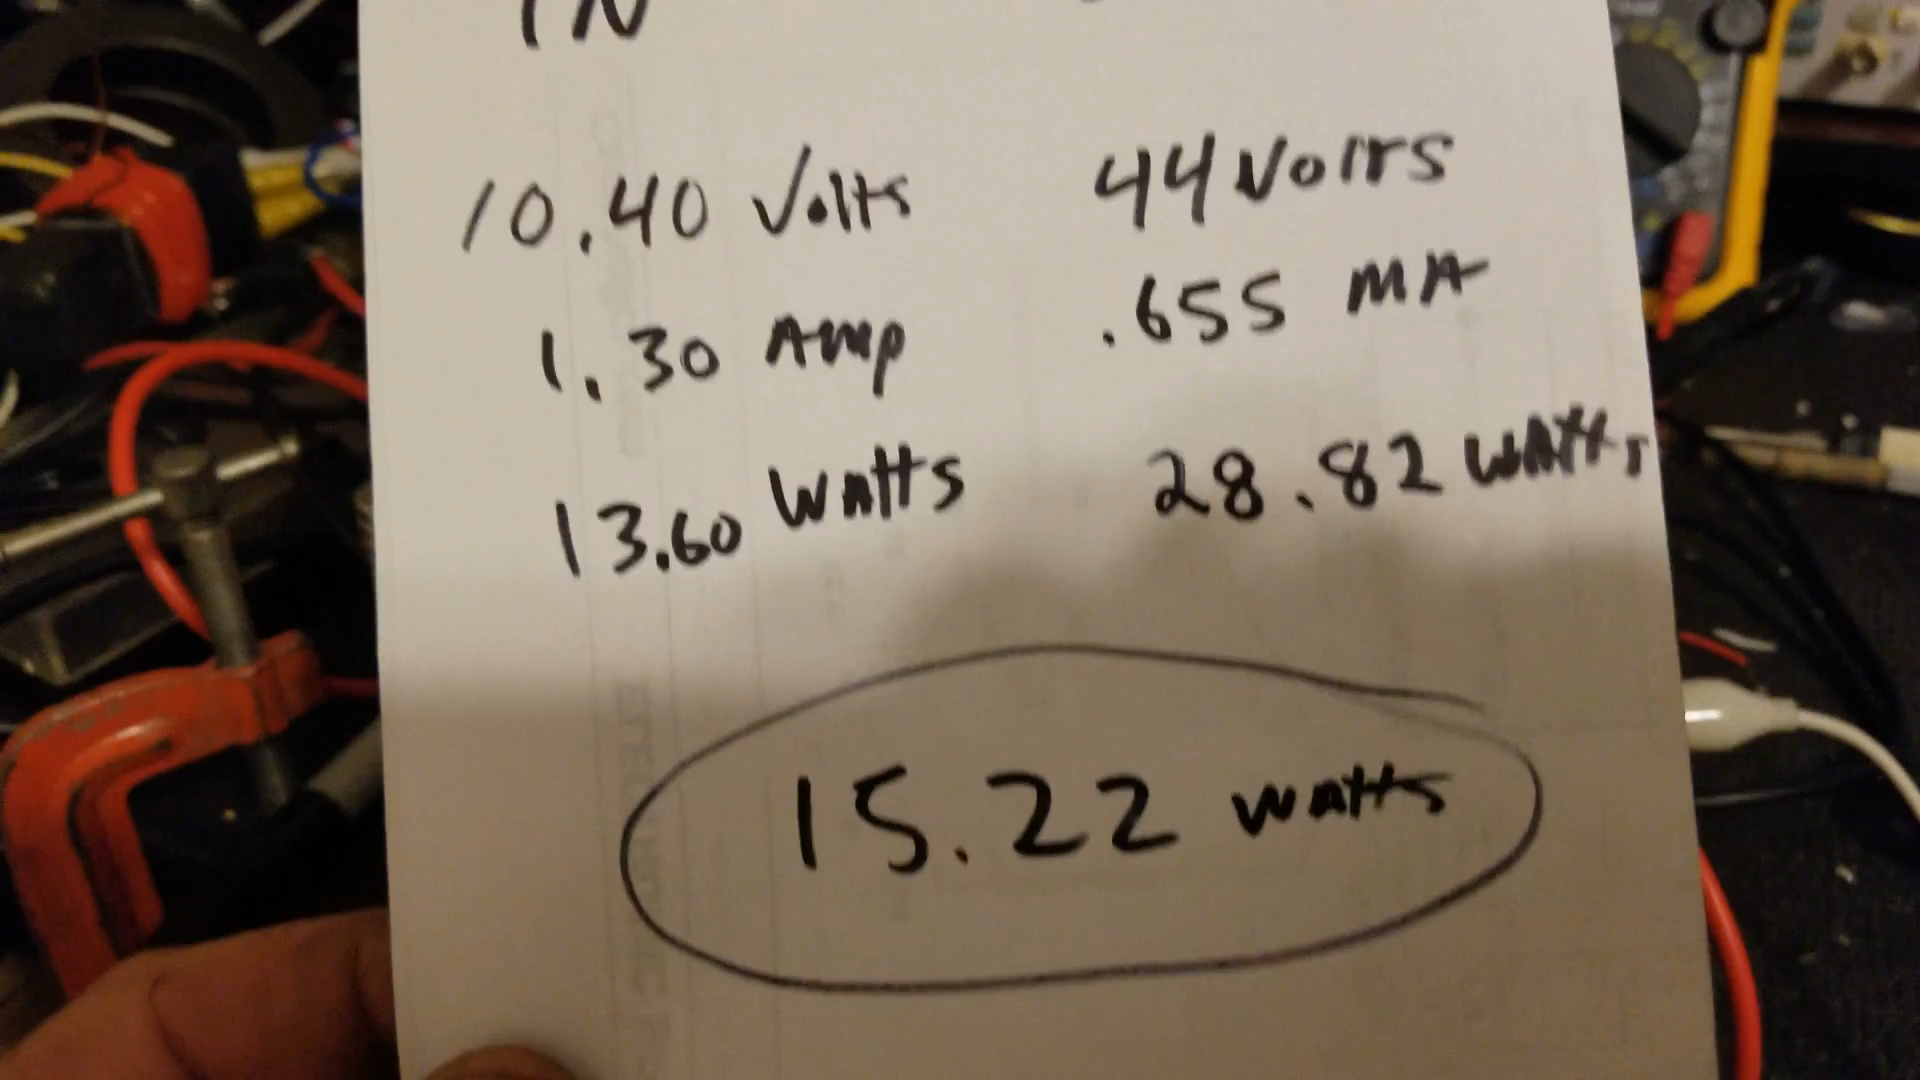 IN
10.40 Volts
1.30 Amp
13.60 Watts
44 Volts
.655 MA
28.82 Watts
15.22 watts